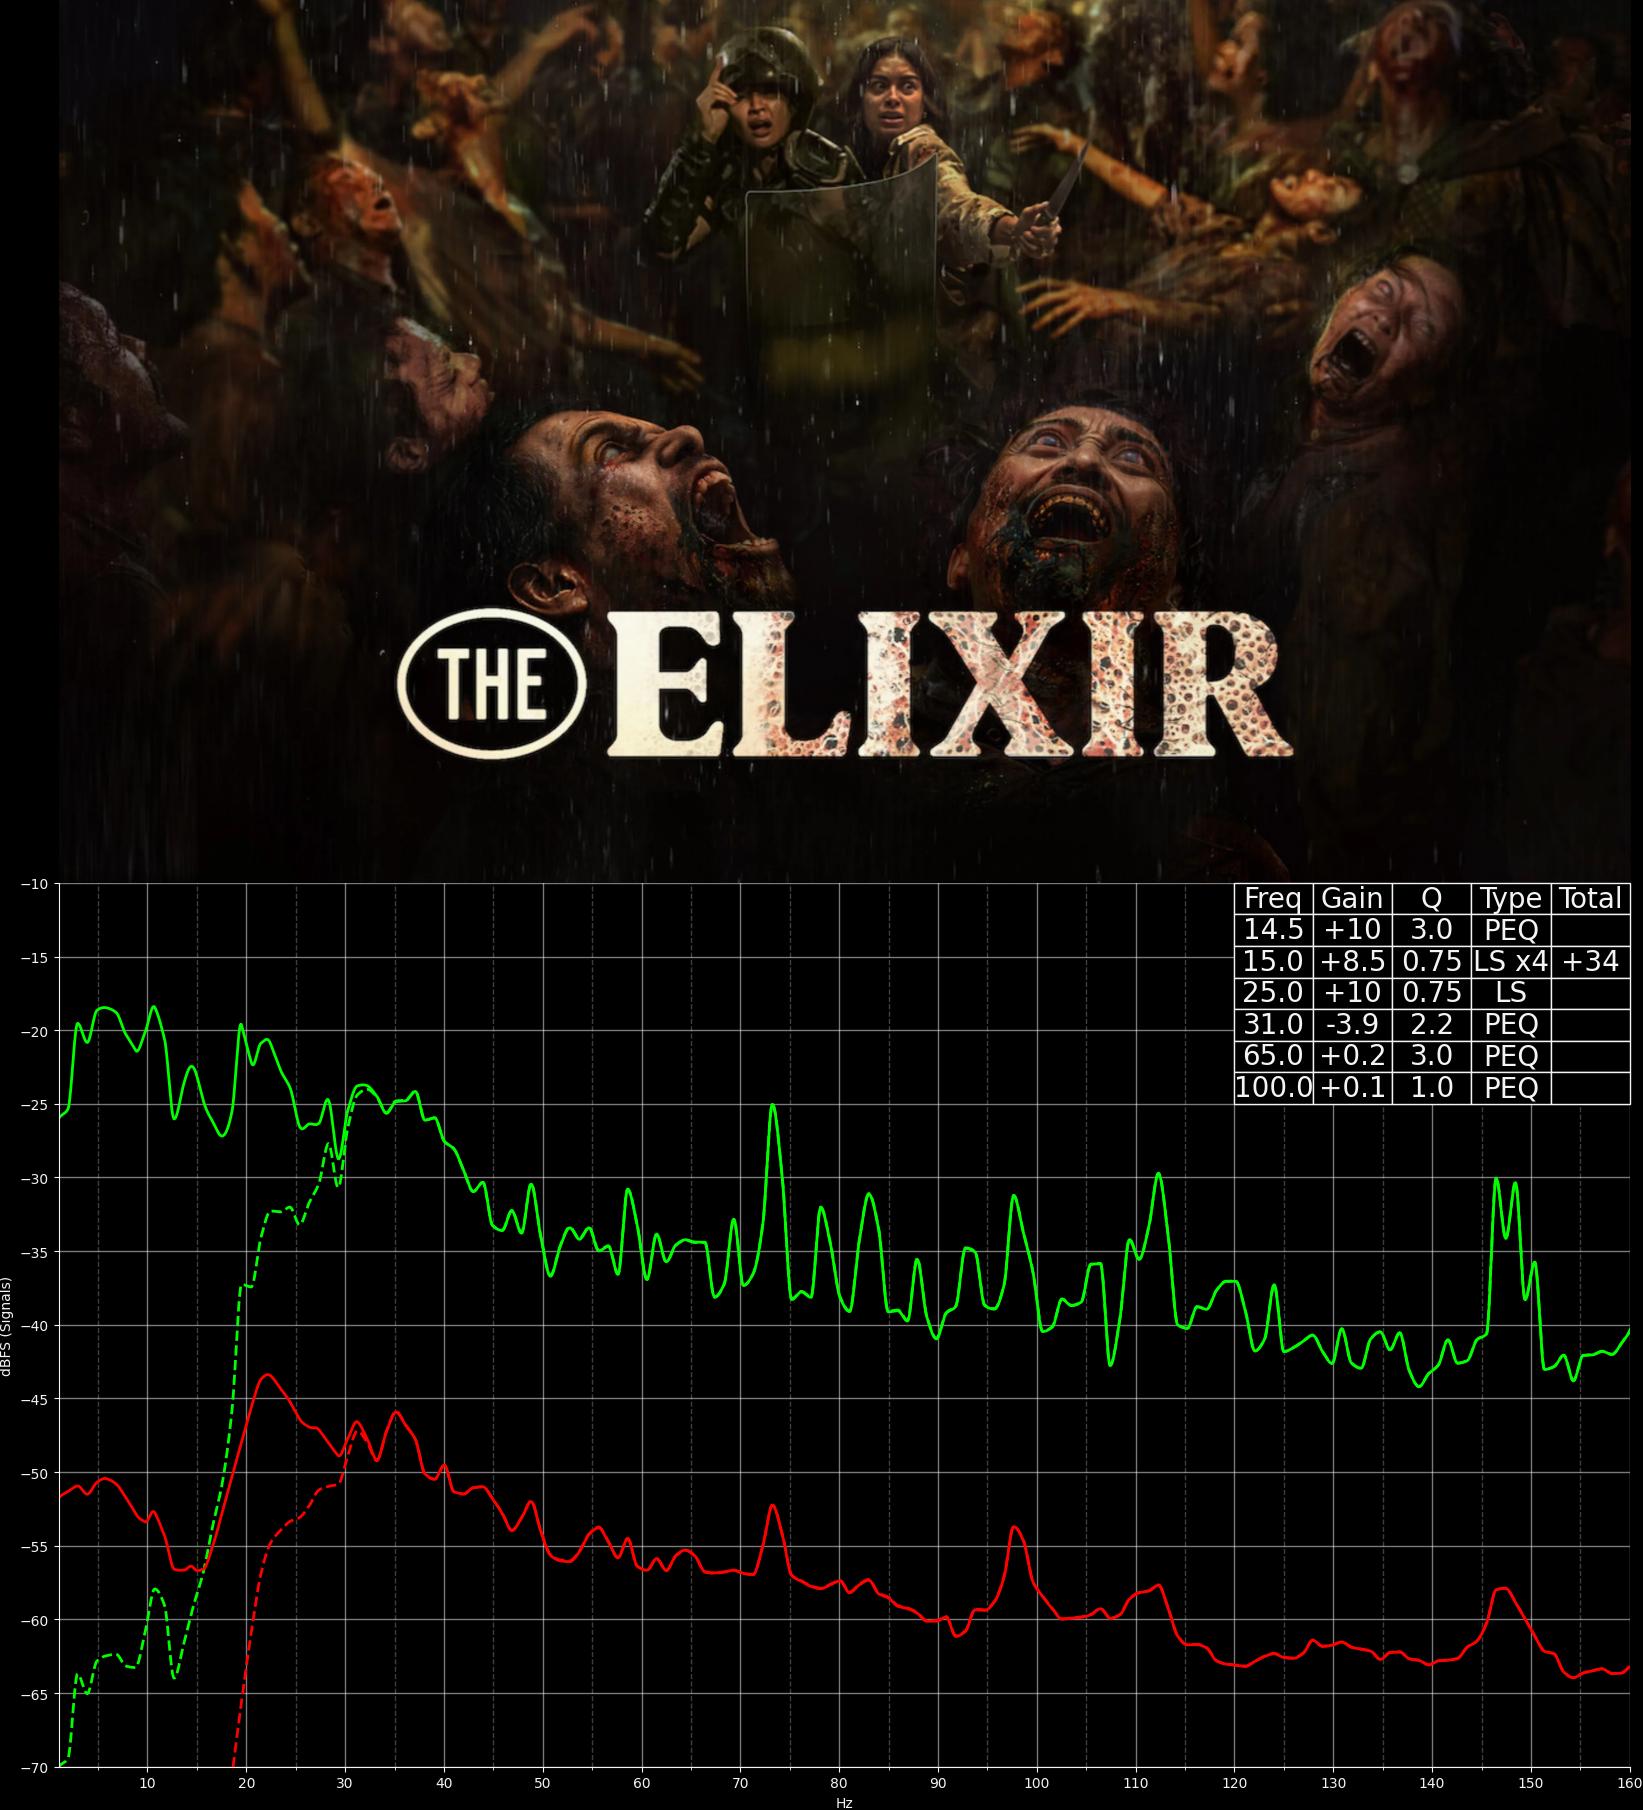 THE ELIXIR
Freq Gain Q Type Total
14.5 +10 3.0 PEQ
15.0 +8.5 0.75 LS x4 +34
25.0 +10 0.75 LS
31.0 -3.9 2.2 PEQ
65.0 +0.2 3.0 PEQ
100.0 +0.1 1.0 PEQ
−10
−15
−20
−25
−30
−35
−40
−45
−50
−55
−60
−65
−70
dBFS (Signals)
10 20 30 40 50 60 70 80 90 100 110 120 130 140 150 160
Hz